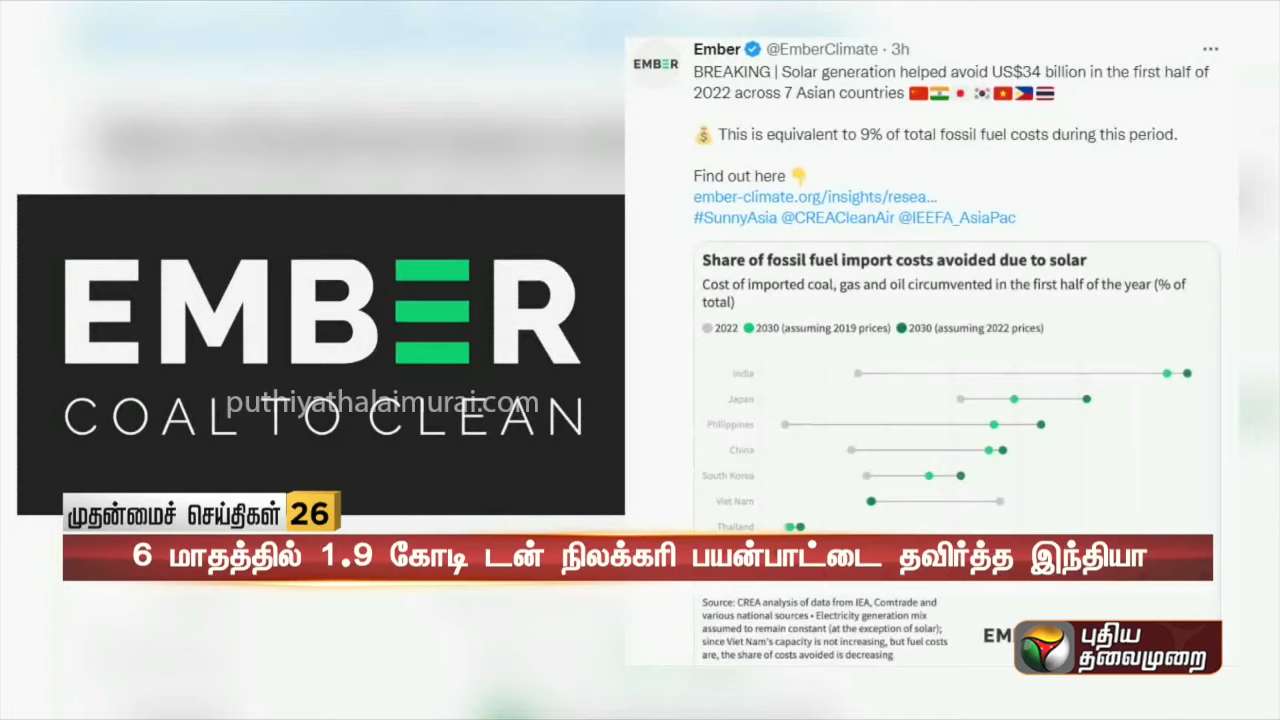 EMBER
COAL TO CLEAN
puthiyathalaimurai.com
EMBER
Ember @EmberClimate · 3h
BREAKING | Solar generation helped avoid US$34 billion in the first half of
2022 across 7 Asian countries 🇨🇳🇮🇳🇯🇵🇰🇷🇻🇳🇵🇭🇹🇭
💰 This is equivalent to 9% of total fossil fuel costs during this period.
Find out here 👇
ember-climate.org/insights/resea...
#SunnyAsia @CREACleanAir @IEEFA_AsiaPac
Share of fossil fuel import costs avoided due to solar
Cost of imported coal, gas and oil circumvented in the first half of the year (% of
total)
2022 2030 (assuming 2019 prices) 2030 (assuming 2022 prices)
India
Japan
Philippines
China
South Korea
Viet Nam
Thailand
முதன்மைச் செய்திகள் 26
6 மாதத்தில் 1.9 கோடி டன் நிலக்கரி பயன்பாட்டை தவிர்த்த இந்தியா
Source: CREA analysis of data from IEA, Comtrade and
various national sources • Electricity generation mix
assumed to remain constant (at the exception of solar);
since Viet Nam's capacity is not increasing, but fuel costs
are, the share of costs avoided is decreasing
EM
புதிய
தலைமுறை